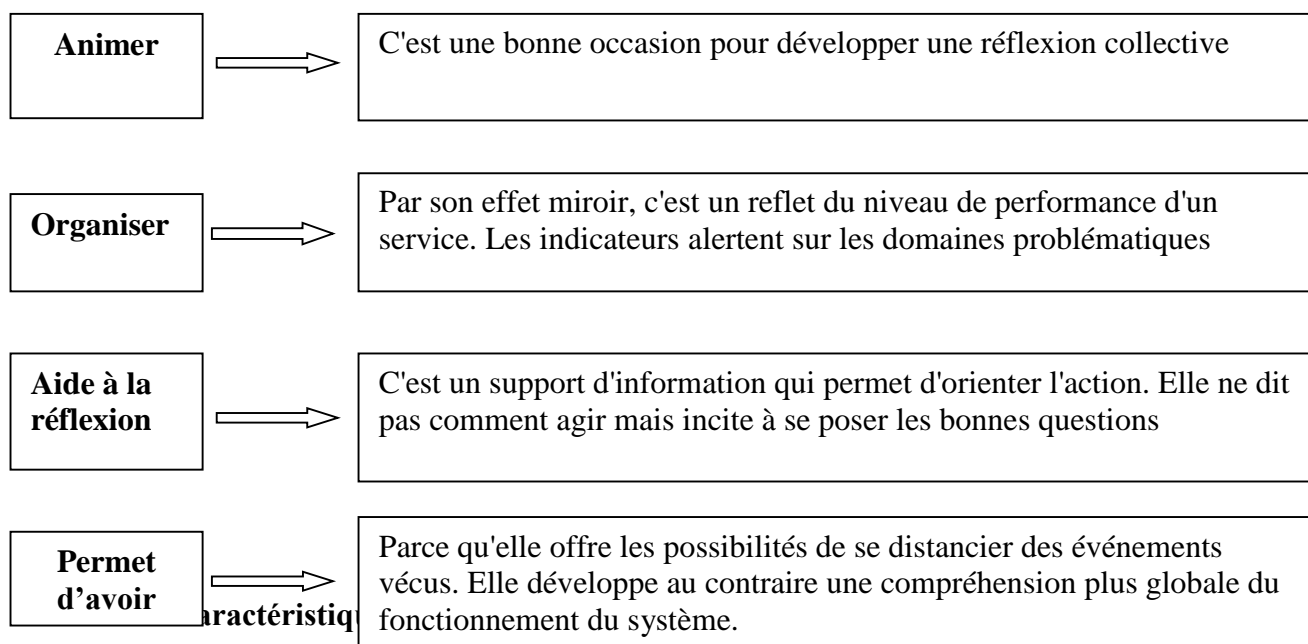 Animer
C'est une bonne occasion pour développer une réflexion collective
Organiser
Par son effet miroir, c'est un reflet du niveau de performance d'un
service. Les indicateurs alertent sur les domaines problématiques
Aide à la
réflexion
C'est un support d'information qui permet d'orienter l'action. Elle ne dit
pas comment agir mais incite à se poser les bonnes questions
Permet
d’avoir
Parce qu'elle offre les possibilités de se distancier des événements
vécus. Elle développe au contraire une compréhension plus globale du
fonctionnement du système.
aractéristiq